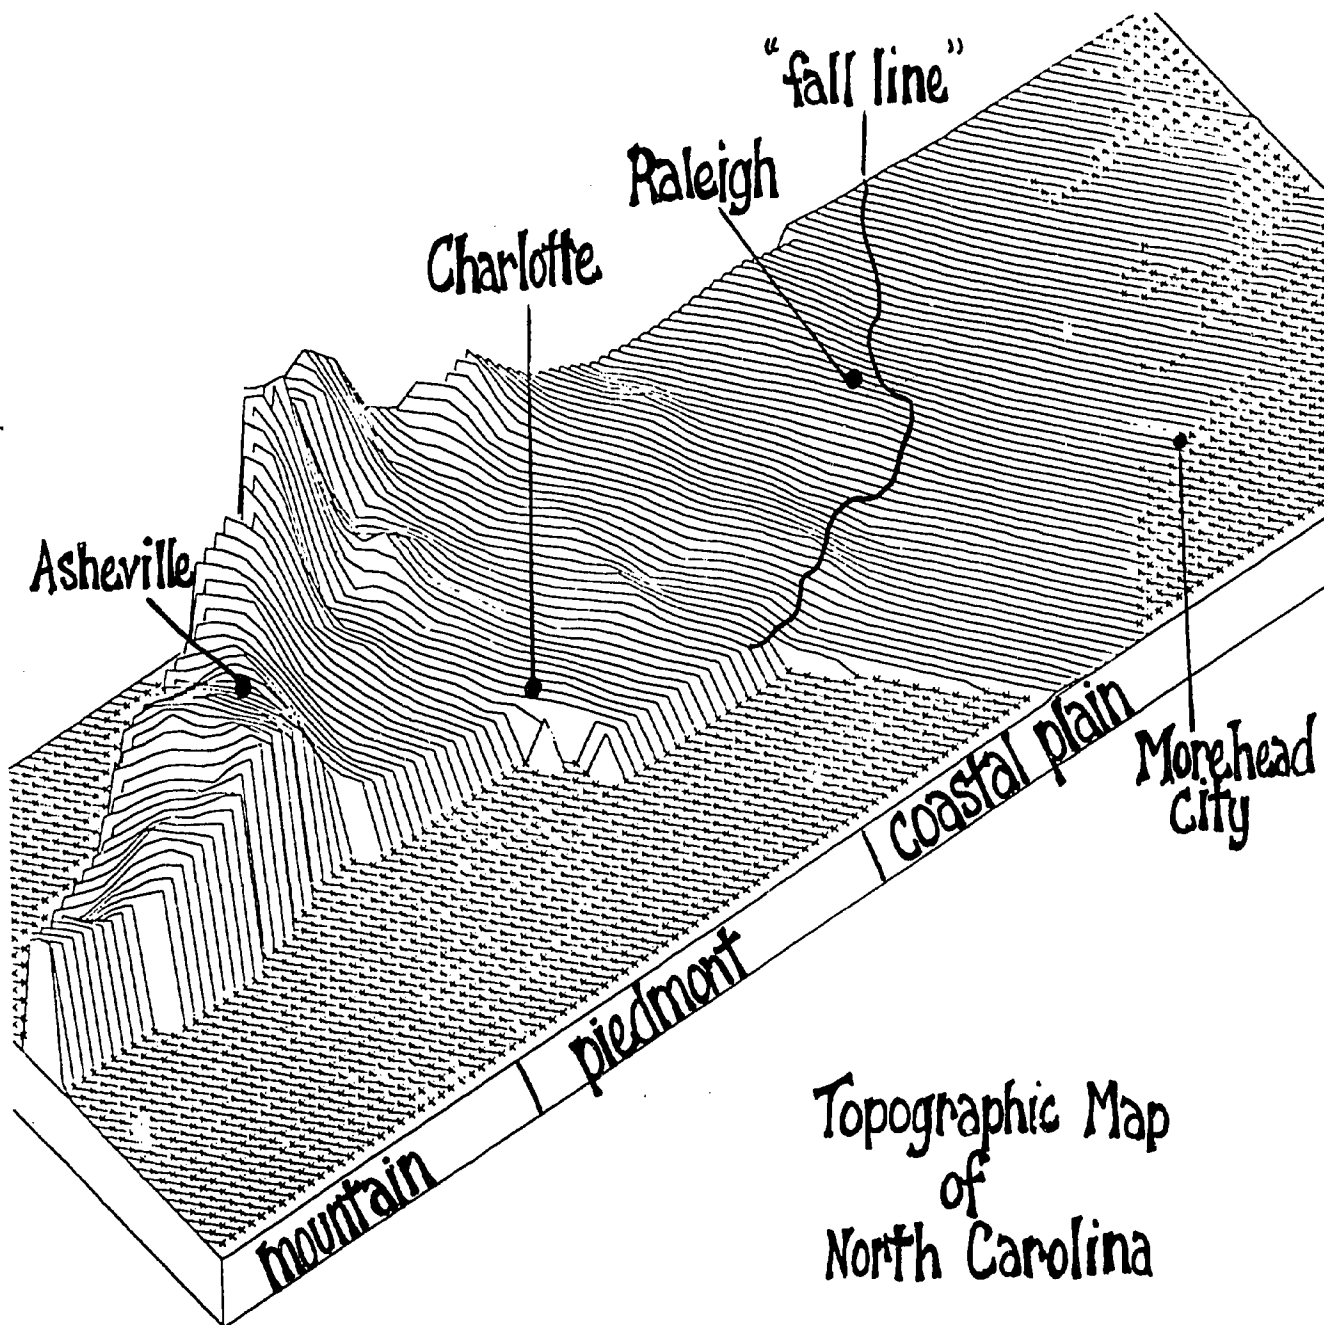 "fall line"
Raleigh
Charlotte
Asheville
Morehead
City
coastal plain
piedmont
mountain
Topographic Map
of
North Carolina